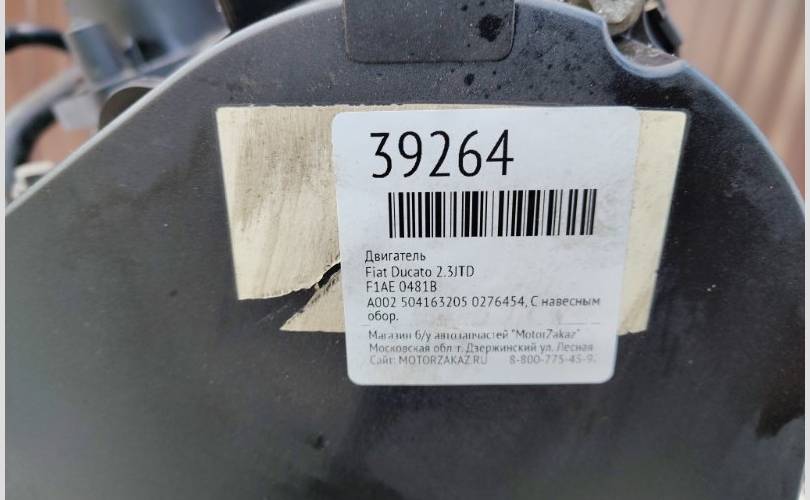 39264
Двигатель
Fiat Ducato 2.3JTD
F1AE 0481B
A002 504163205 0276454, С навесным
обор.
Магазин б/у автозапчастей "MotorZakaz"
Московская обл. г. Дзержинский ул. Лесная
Сайт: MOTORZAKAZ.RU 8-800-775-45-9